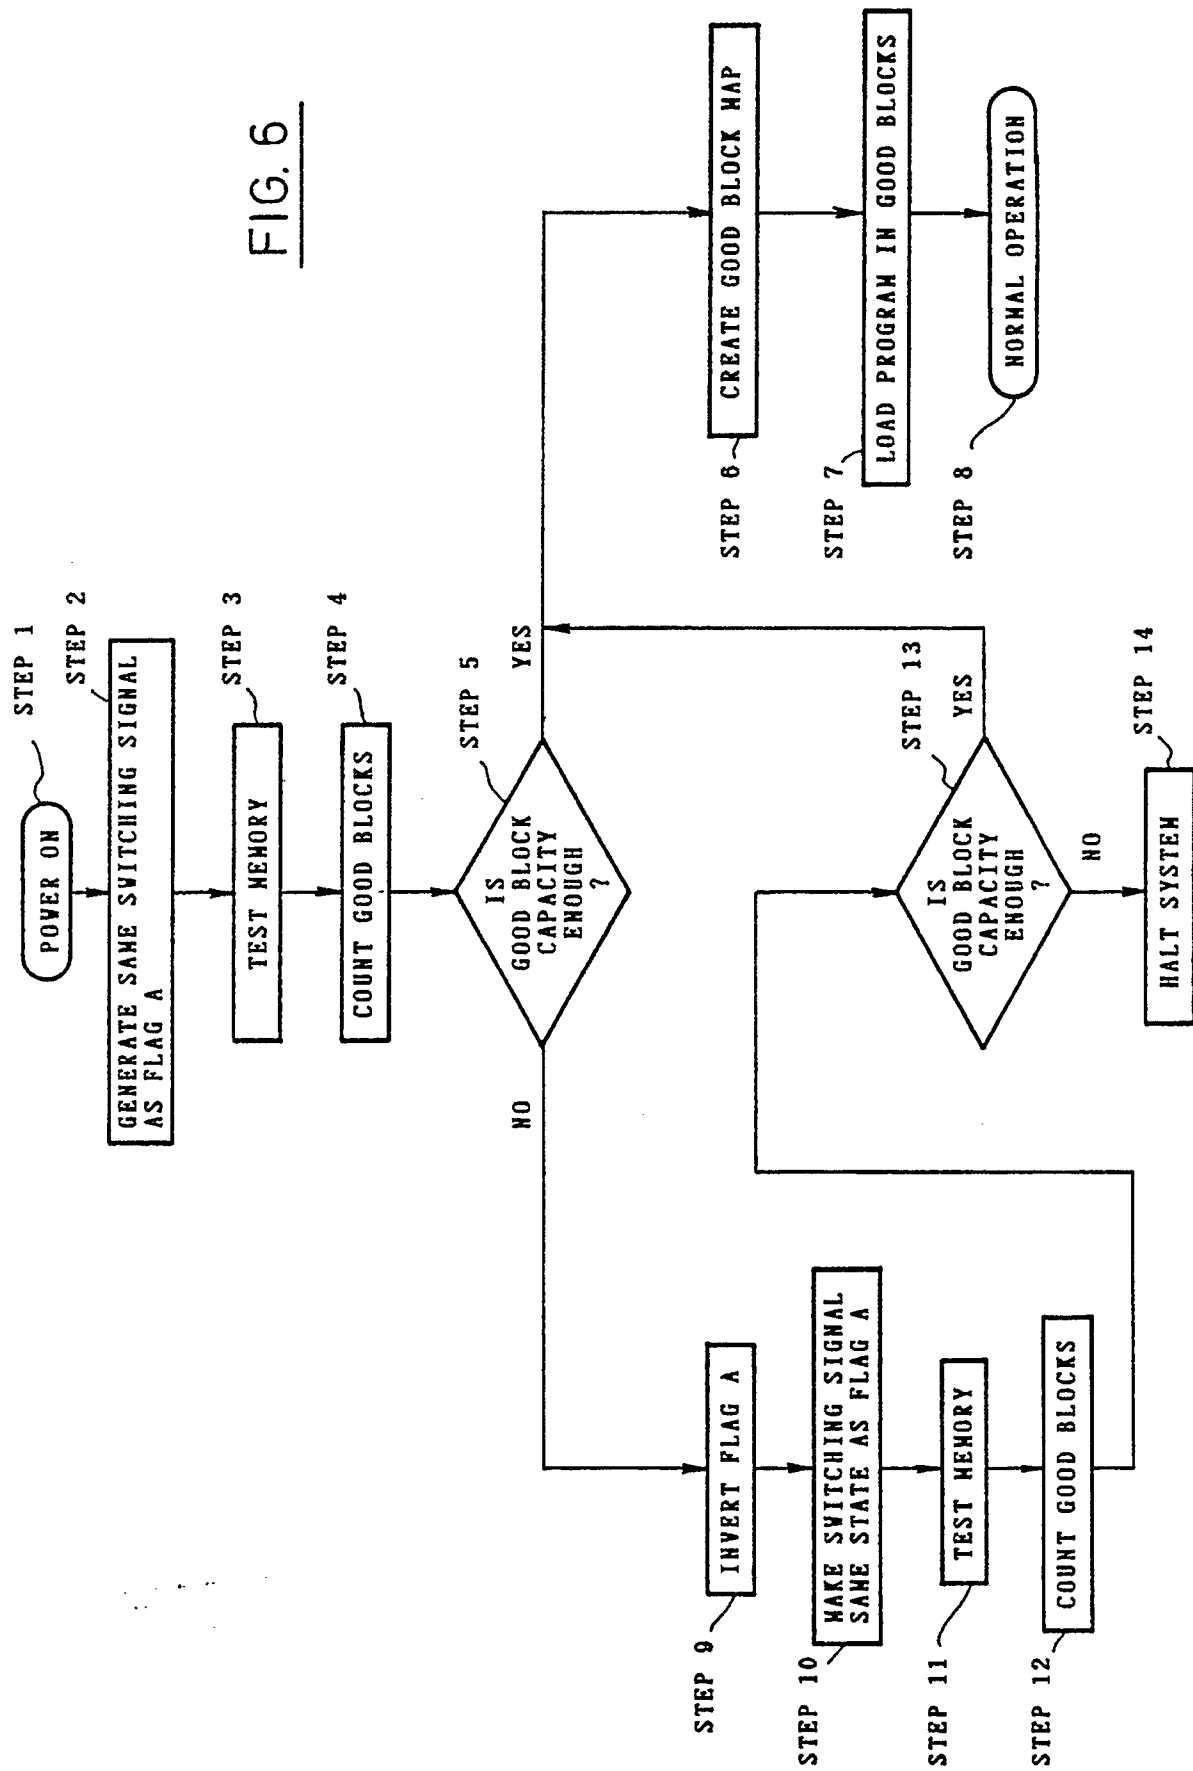 FIG. 6
STEP 1
POWER ON
STEP 2
GENERATE SAME SWITCHING SIGNAL
AS FLAG A
STEP 3
TEST MEMORY
STEP 4
COUNT GOOD BLOCKS
STEP 5
IS
GOOD BLOCK
CAPACITY
ENOUGH
?
YES
NO
STEP 6
CREATE GOOD BLOCK MAP
STEP 7
LOAD PROGRAM IN GOOD BLOCKS
STEP 8
NORMAL OPERATION
STEP 9
INVERT FLAG A
STEP 10
MAKE SWITCHING SIGNAL
SAME STATE AS FLAG A
STEP 11
TEST MEMORY
STEP 12
COUNT GOOD BLOCKS
STEP 13
IS
GOOD BLOCK
CAPACITY
ENOUGH
?
YES
NO
STEP 14
HALT SYSTEM